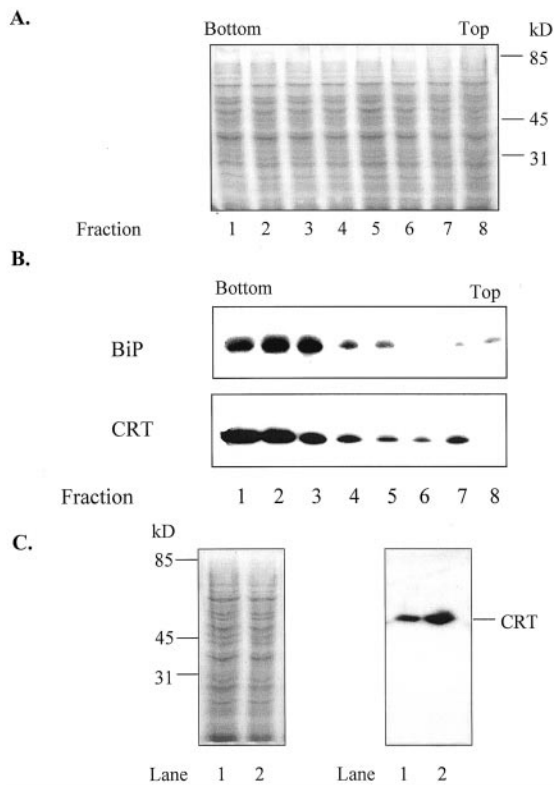 A.
Bottom Top kD
85
45
31
Fraction 1 2 3 4 5 6 7 8
B.
Bottom Top
BiP
CRT
Fraction 1 2 3 4 5 6 7 8
C.
kD
85
45
31
CRT
Lane 1 2 Lane 1 2